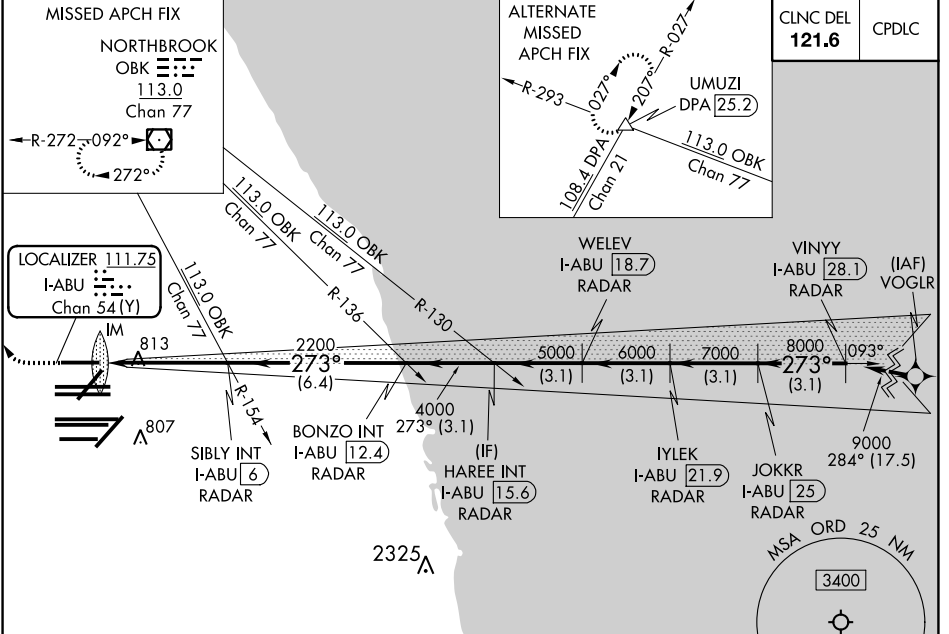 MISSED APCH FIX
NORTHBROOK
OBK
113.0
Chan 77
R-272
092°
272°
ALTERNATE
MISSED
APCH FIX
R-027
R-293
027°
207°
UMUZI
DPA 25.2
108.4 DPA
Chan 21
113.0 OBK
Chan 77
CLNC DEL
121.6
CPDLC
113.0 OBK
Chan 77
113.0 OBK
Chan 77
113.0 OBK
Chan 77
R-136
R-130
R-154
LOCALIZER 111.75
I-ABU
Chan 54 (Y)
IM
813
807
WELEV
I-ABU 18.7
RADAR
VINYY
I-ABU 28.1
RADAR
(IAF)
VOGLR
2200
273°
(6.4)
4000
273° (3.1)
5000
(3.1)
6000
(3.1)
7000
(3.1)
8000
273°
(3.1)
093°
9000
284° (17.5)
SIBLY INT
I-ABU 6
RADAR
BONZO INT
I-ABU 12.4
RADAR
(IF)
HAREE INT
I-ABU 15.6
RADAR
IYLEK
I-ABU 21.9
RADAR
JOKKR
I-ABU 25
RADAR
2325
MSA ORD 25 NM
3400